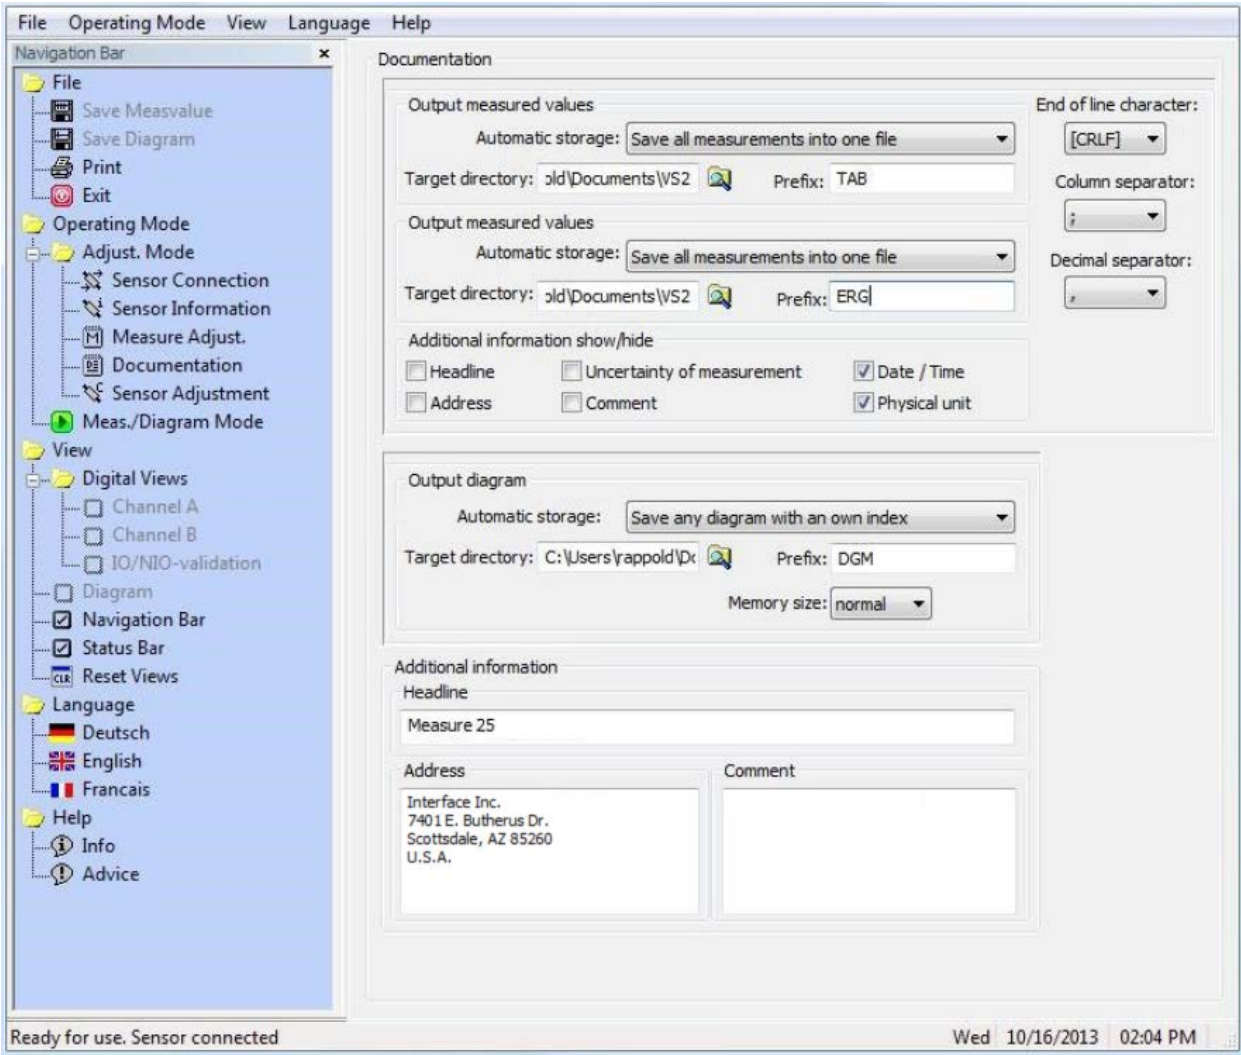 File Operating Mode View Language Help
Navigation Bar x
File
Save Measvalue
Save Diagram
Print
Exit
Operating Mode
Adjust. Mode
Sensor Connection
Sensor Information
Measure Adjust.
Documentation
Sensor Adjustment
Meas./Diagram Mode
View
Digital Views
Channel A
Channel B
IO/NIO-validation
Diagram
Navigation Bar
Status Bar
CLR Reset Views
Language
Deutsch
English
Francais
Help
Info
Advice
Documentation
Output measured values
Automatic storage: Save all measurements into one file
Target directory: old\Documents\VS2 Prefix: TAB
Output measured values
Automatic storage: Save all measurements into one file
Target directory: old\Documents\VS2 Prefix: ERG
Additional information show/hide
Headline Uncertainty of measurement Date / Time
Address Comment Physical unit
End of line character:
[CRLF]
Column separator:
;
Decimal separator:
,
Output diagram
Automatic storage: Save any diagram with an own index
Target directory: C:\Users\rappold\Do Prefix: DGM
Memory size: normal
Additional information
Headline
Measure 25
Address
Interface Inc.
7401 E. Butherus Dr.
Scottsdale, AZ 85260
U.S.A.
Comment
Ready for use. Sensor connected Wed 10/16/2013 02:04 PM